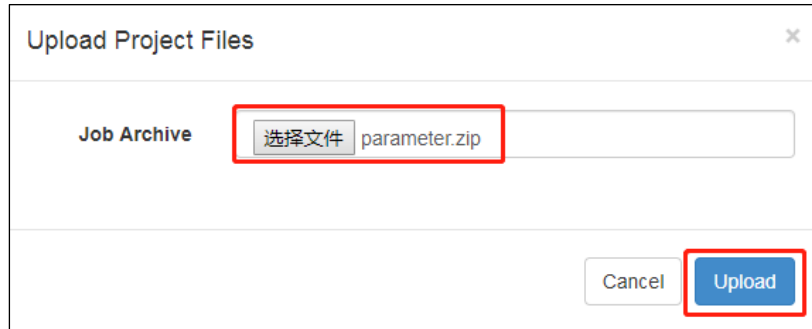 Upload Project Files ×
Job Archive 选择文件 parameter.zip
Cancel Upload